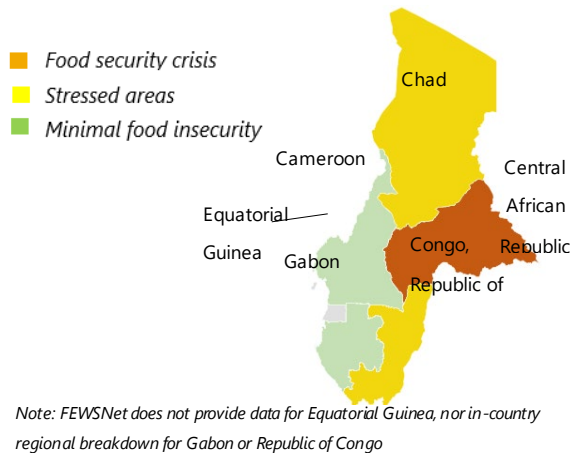 Food security crisis
Stressed areas
Minimal food insecurity
Chad
Cameroon
Central
African
Republic
Equatorial
Guinea
Gabon
Congo,
Republic of
Note: FEWSNet does not provide data for Equatorial Guinea, nor in-country
regional breakdown for Gabon or Republic of Congo